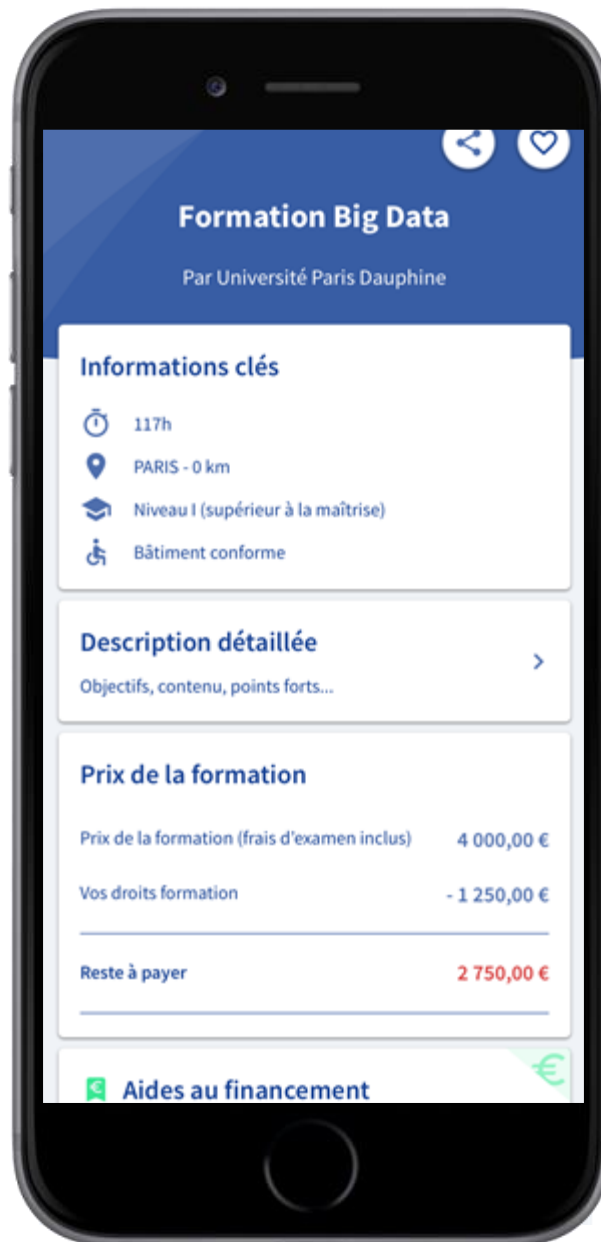 Formation Big Data
Par Université Paris Dauphine
Informations clés
117h
PARIS - 0 km
Niveau I (supérieur à la maîtrise)
Bâtiment conforme
Description détaillée
Objectifs, contenu, points forts...
Prix de la formation
Prix de la formation (frais d'examen inclus) 4 000,00 €
Vos droits formation - 1 250,00 €
Reste à payer 2 750,00 €
€ Aides au financement €